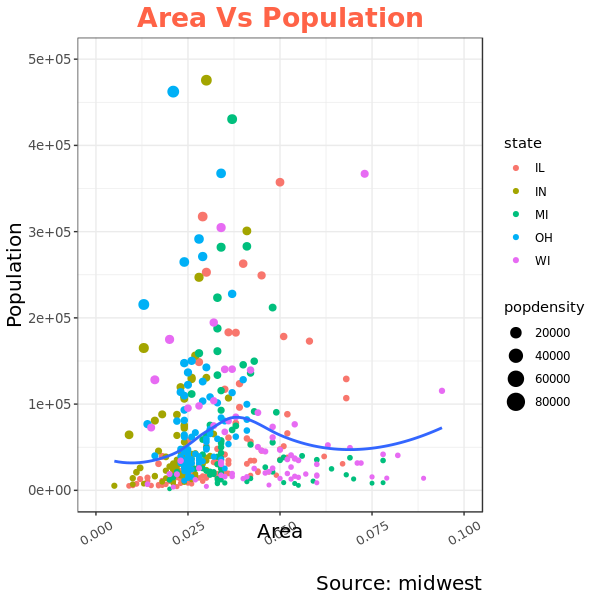 Area Vs Population
5e+05
4e+05
3e+05
2e+05
1e+05
0e+00
Population
0.000
0.025
0.050
0.075
0.100
Area
state
IL
IN
MI
OH
WI
popdensity
20000
40000
60000
80000
Source: midwest